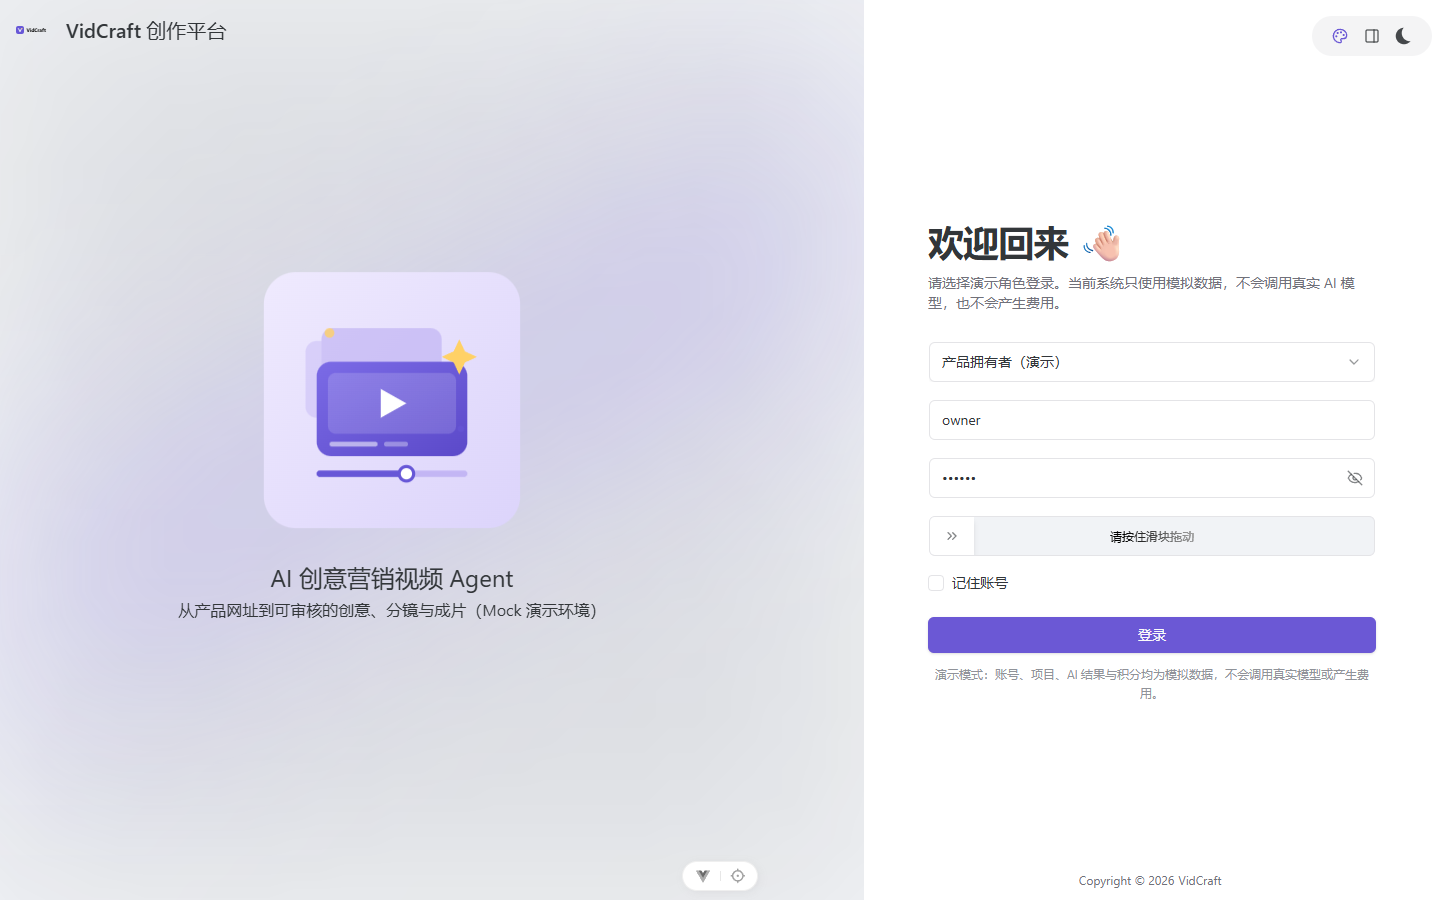 VidCraft
VidCraft 创作平台
AI 创意营销视频 Agent
从产品网址到可审核的创意、分镜与成片（Mock 演示环境）
欢迎回来 👋🏻
请选择演示角色登录。当前系统只使用模拟数据，不会调用真实 AI 模
型，也不会产生费用。
产品拥有者（演示）
owner
••••••
请按住滑块拖动
记住账号
登录
演示模式：账号、项目、AI 结果与积分均为模拟数据，不会调用真实模型或产生费
用。
Copyright © 2026 VidCraft